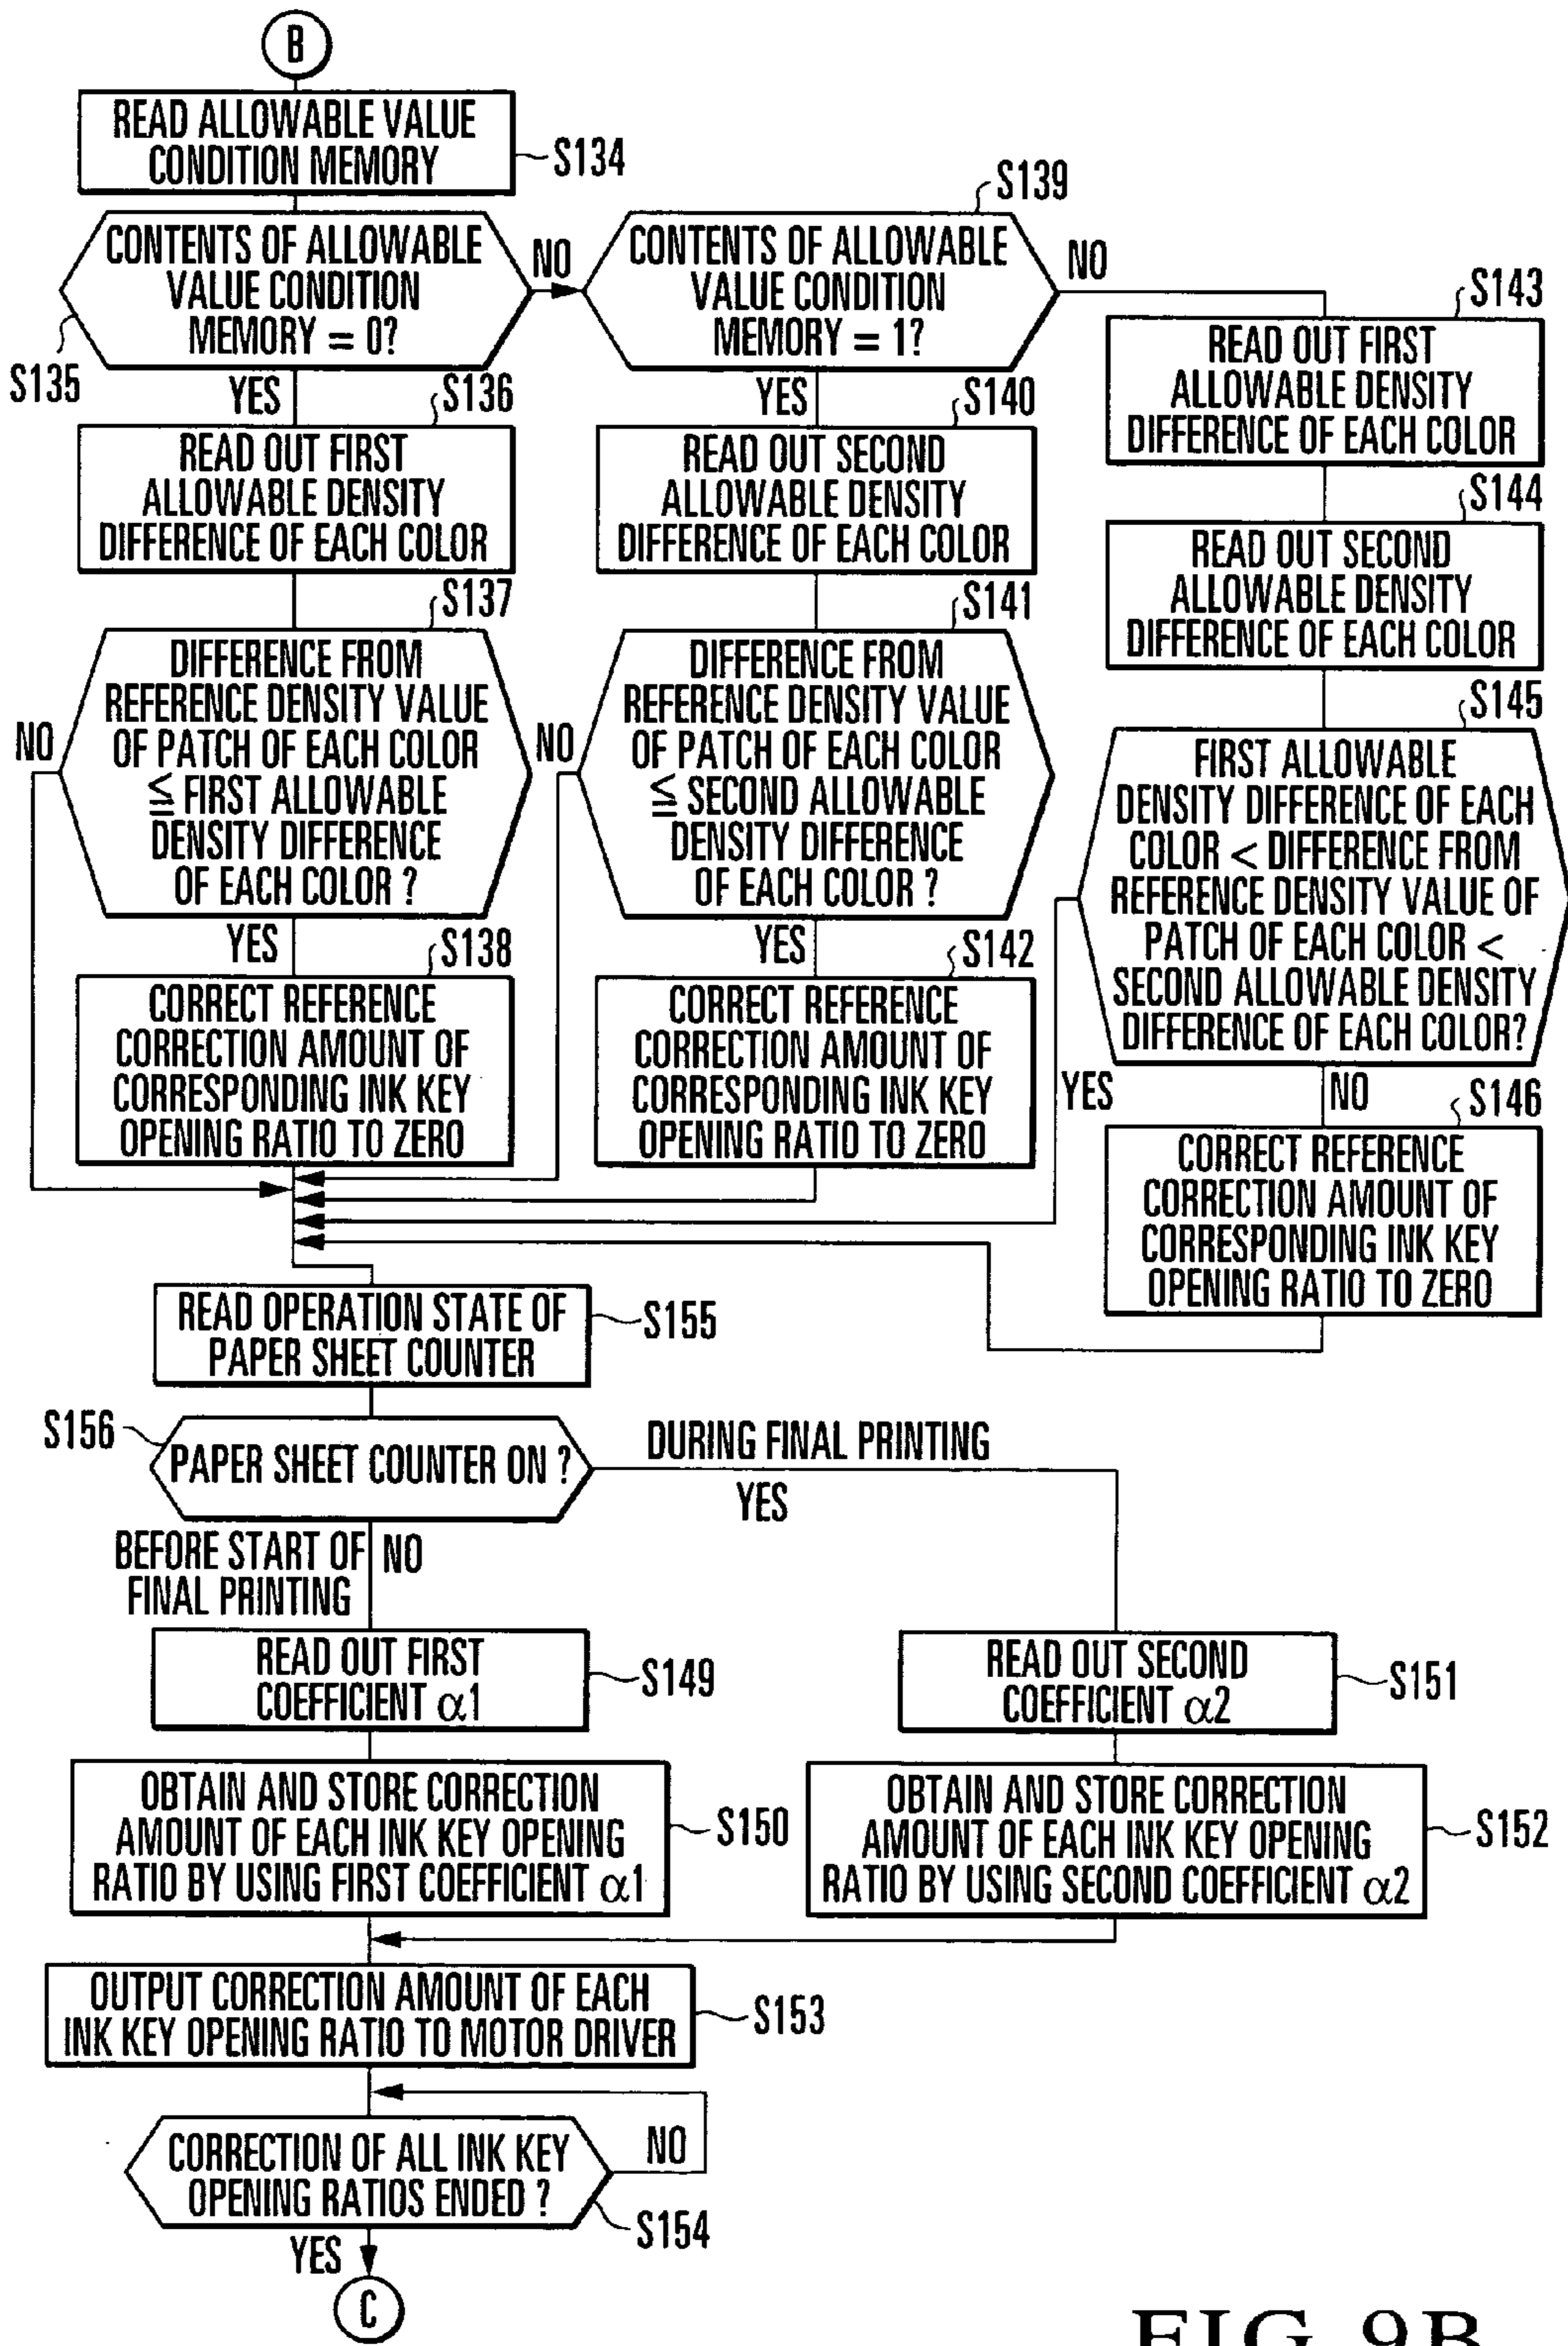 B
READ ALLOWABLE VALUE
CONDITION MEMORY
S134
CONTENTS OF ALLOWABLE
VALUE CONDITION
MEMORY = 0?
S135
NO
YES
S139
CONTENTS OF ALLOWABLE
VALUE CONDITION
MEMORY = 1?
NO
YES
S136
READ OUT FIRST
ALLOWABLE DENSITY
DIFFERENCE OF EACH COLOR
S140
READ OUT SECOND
ALLOWABLE DENSITY
DIFFERENCE OF EACH COLOR
S143
READ OUT FIRST
ALLOWABLE DENSITY
DIFFERENCE OF EACH COLOR
S144
READ OUT SECOND
ALLOWABLE DENSITY
DIFFERENCE OF EACH COLOR
S137
DIFFERENCE FROM
REFERENCE DENSITY VALUE
OF PATCH OF EACH COLOR
≦ FIRST ALLOWABLE
DENSITY DIFFERENCE
OF EACH COLOR ?
NO
YES
S141
DIFFERENCE FROM
REFERENCE DENSITY VALUE
OF PATCH OF EACH COLOR
≦ SECOND ALLOWABLE
DENSITY DIFFERENCE
OF EACH COLOR ?
NO
YES
S145
FIRST ALLOWABLE
DENSITY DIFFERENCE OF EACH
COLOR < DIFFERENCE FROM
REFERENCE DENSITY VALUE OF
PATCH OF EACH COLOR <
SECOND ALLOWABLE DENSITY
DIFFERENCE OF EACH COLOR?
YES
NO
S138
CORRECT REFERENCE
CORRECTION AMOUNT OF
CORRESPONDING INK KEY
OPENING RATIO TO ZERO
S142
CORRECT REFERENCE
CORRECTION AMOUNT OF
CORRESPONDING INK KEY
OPENING RATIO TO ZERO
S146
CORRECT REFERENCE
CORRECTION AMOUNT OF
CORRESPONDING INK KEY
OPENING RATIO TO ZERO
READ OPERATION STATE OF
PAPER SHEET COUNTER
S155
S156
PAPER SHEET COUNTER ON ?
DURING FINAL PRINTING
YES
BEFORE START OF
FINAL PRINTING
NO
READ OUT FIRST
COEFFICIENT α1
S149
READ OUT SECOND
COEFFICIENT α2
S151
OBTAIN AND STORE CORRECTION
AMOUNT OF EACH INK KEY OPENING
RATIO BY USING FIRST COEFFICIENT α1
S150
OBTAIN AND STORE CORRECTION
AMOUNT OF EACH INK KEY OPENING
RATIO BY USING SECOND COEFFICIENT α2
S152
OUTPUT CORRECTION AMOUNT OF EACH
INK KEY OPENING RATIO TO MOTOR DRIVER
S153
CORRECTION OF ALL INK KEY
OPENING RATIOS ENDED ?
NO
S154
YES
C
FIG. 9B